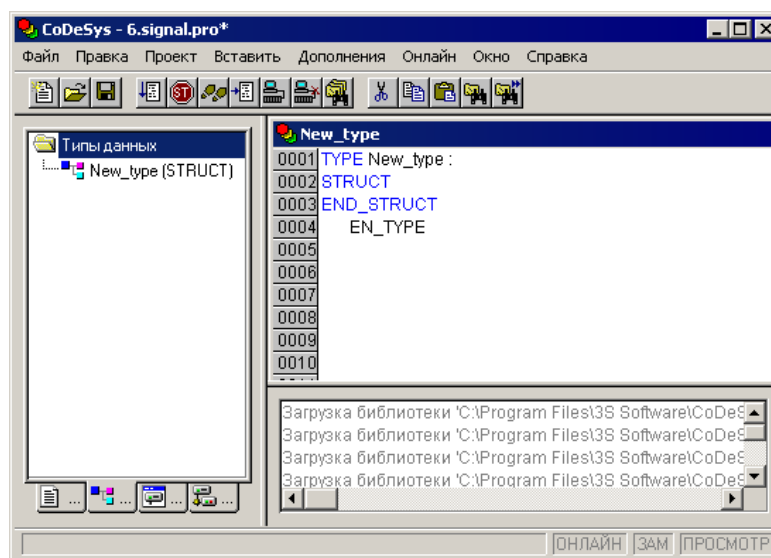 CoDeSys - 6.signal.pro*
Файл Правка Проект Вставить Дополнения Онлайн Окно Справка
Типы данных
New_type (STRUCT)
New_type
0001 TYPE New_type :
0002 STRUCT
0003 END_STRUCT
0004 EN_TYPE
0005
0006
0007
0008
0009
0010
Загрузка библиотеки 'C:\Program Files\3S Software\CoDeS
Загрузка библиотеки 'C:\Program Files\3S Software\CoDeS
Загрузка библиотеки 'C:\Program Files\3S Software\CoDeS
Загрузка библиотеки 'C:\Program Files\3S Software\CoDeS
... ... ... ...
ОНЛАЙН ЗАМ ПРОСМОТР